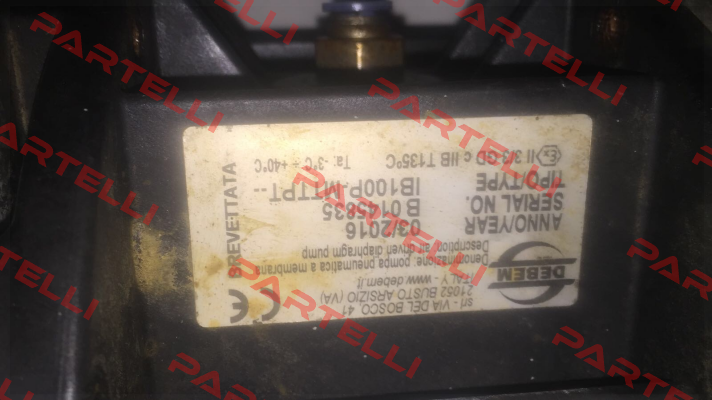 DEBEM
srl - VIA DEL BOSCO, 41
21052 BUSTO ARSIZIO (VA)
ITALY - www.debem.it
Denominazione: pompa pneumatica a membrana
Description: air driven diaphragm pump
ANNO/YEAR 03/2016
SERIAL NO. B 0145835
TIPO/TYPE IB100P-MTTPT--
Ex II 3/3 GD c IIB T135°C Ta: -3°C ÷ +40°C
BREVETTATA
CE
PARTELLI
PARTELLI
PARTELLI
PARTELLI
PARTELLI
PARTELLI
PARTELLI